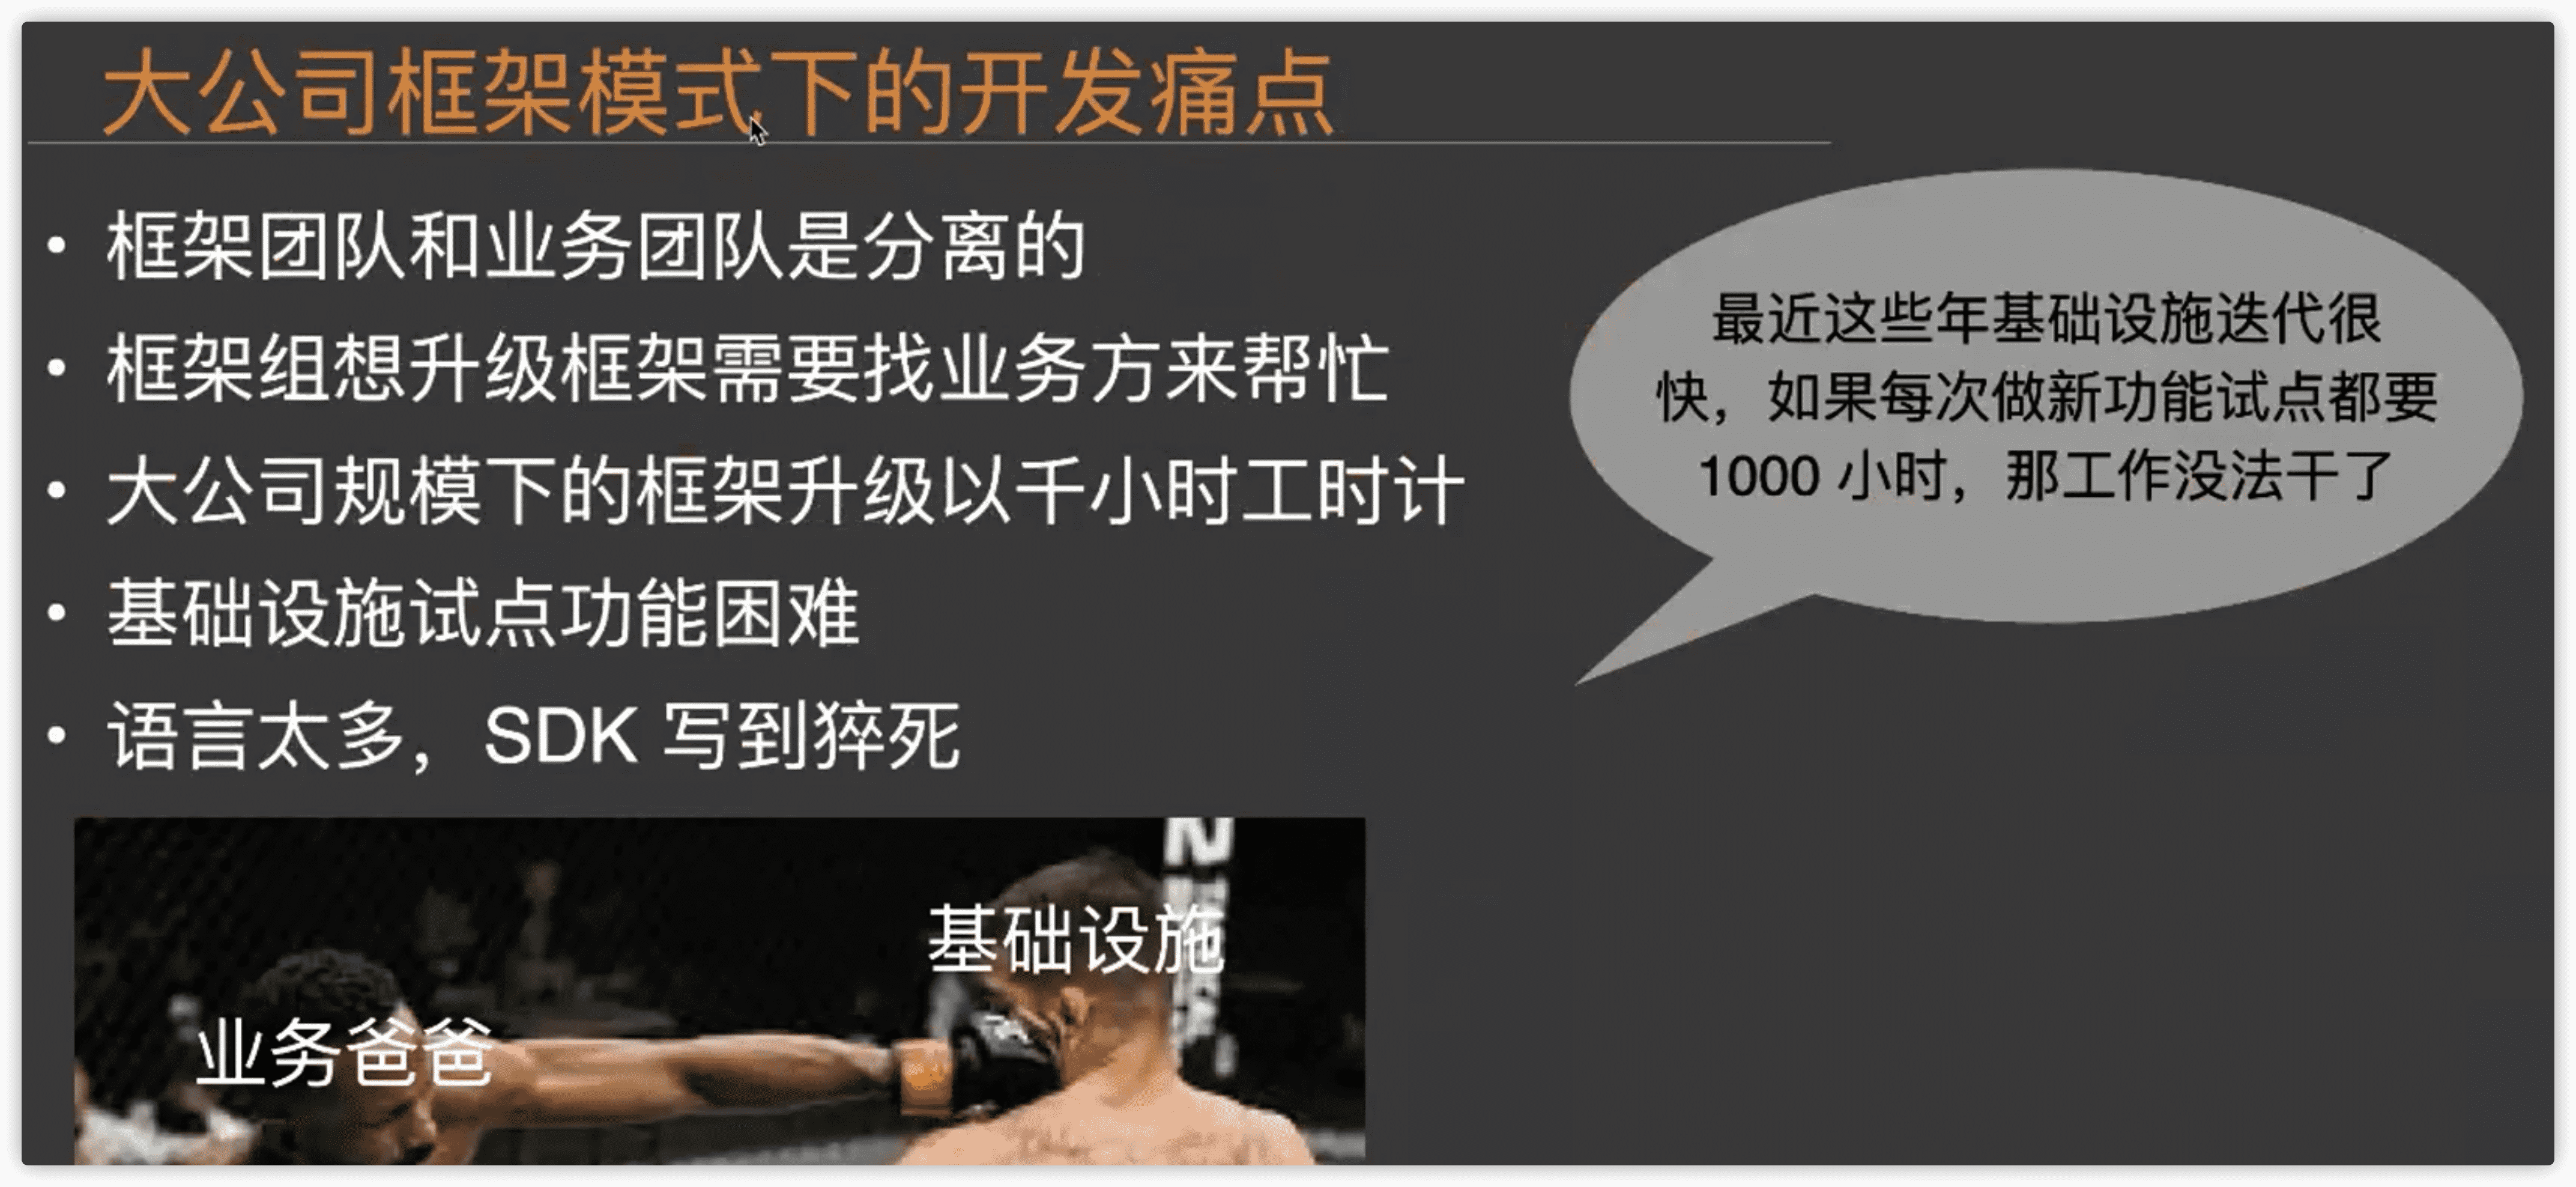 大公司框架模式下的开发痛点
• 框架团队和业务团队是分离的
• 框架组想升级框架需要找业务方来帮忙
• 大公司规模下的框架升级以千小时工时计
• 基础设施试点功能困难
• 语言太多，SDK 写到猝死
最近这些年基础设施迭代很
快，如果每次做新功能试点都要
1000 小时，那工作没法干了
基础设施
业务爸爸